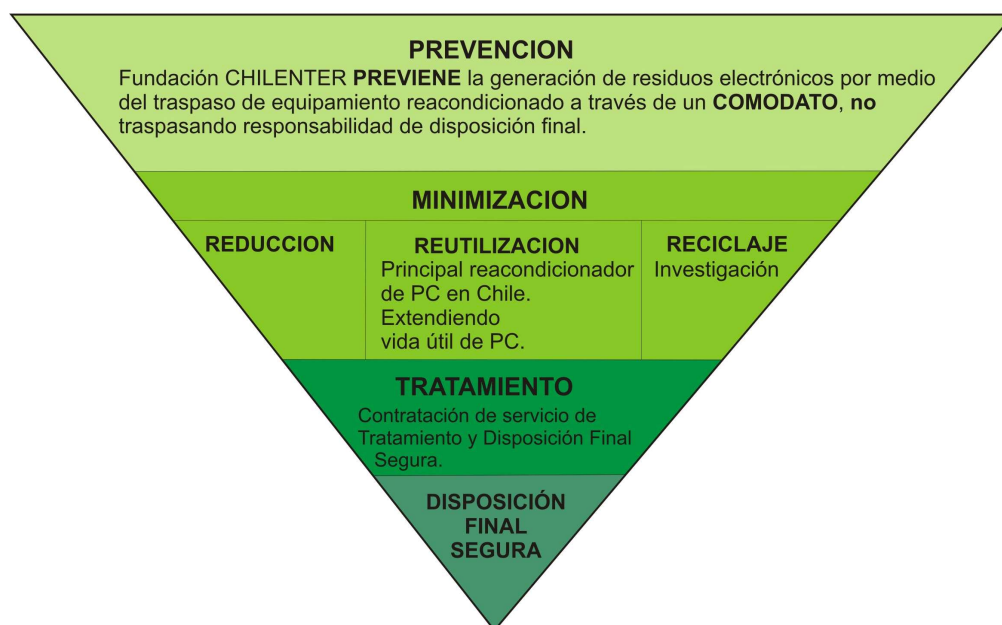 PREVENCION
Fundación CHILENTER PREVIENE la generación de residuos electrónicos por medio
del traspaso de equipamiento reacondicionado a través de un COMODATO, no
traspasando responsabilidad de disposición final.
MINIMIZACION
REDUCCION
REUTILIZACION
Principal reacondicionador
de PC en Chile.
Extendiendo
vida útil de PC.
RECICLAJE
Investigación
TRATAMIENTO
Contratación de servicio de
Tratamiento y Disposición Final
Segura.
DISPOSICIÓN
FINAL
SEGURA